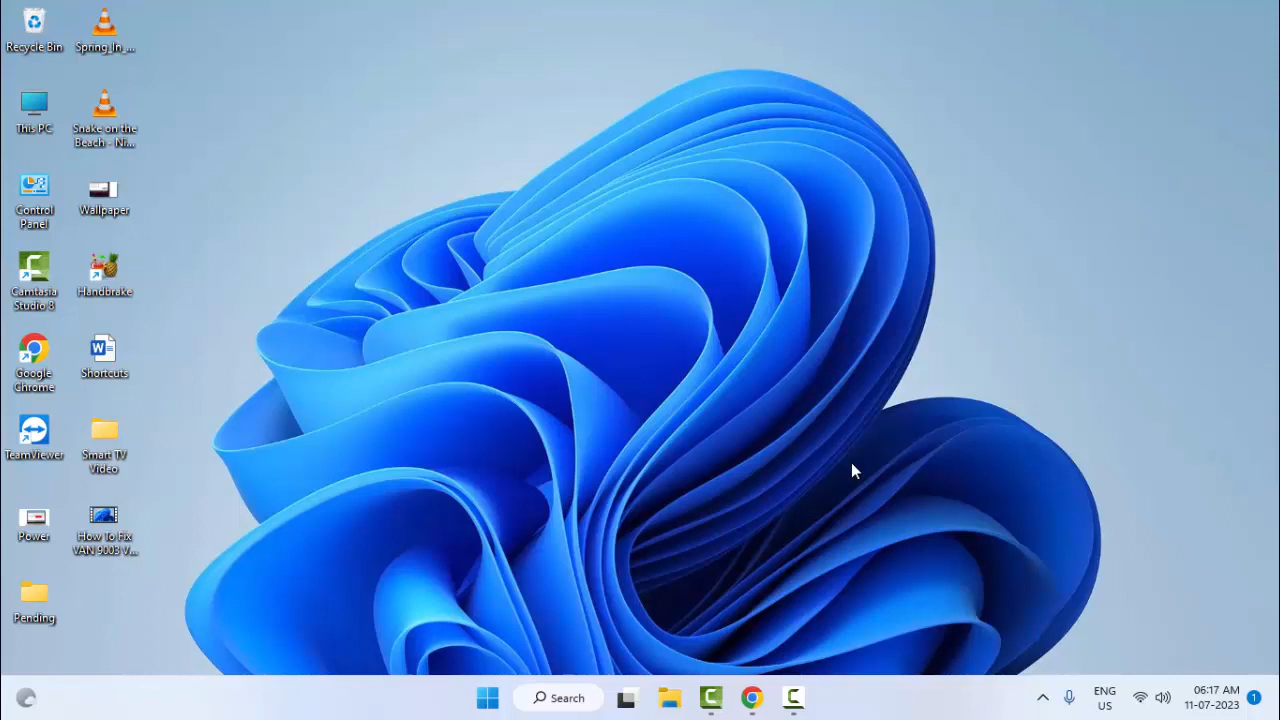 Recycle Bin
Spring_In_...
This PC
Snake on the
Beach - Ni...
Control
Panel
Wallpaper
Camtasia
Studio 8
Handbrake
Google
Chrome
Shortcuts
TeamViewer
Smart TV
Video
Power
How To Fix
VAN 9003 V...
Pending
Search
ENG
US
06:17 AM
11-07-2023
1